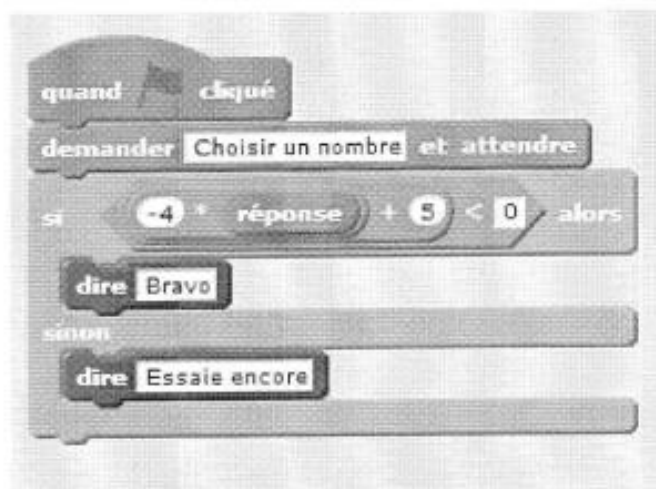 quand cliqué
demander Choisir un nombre et attendre
si -4 * réponse + 5 < 0 alors
dire Bravo
sinon
dire Essaie encore